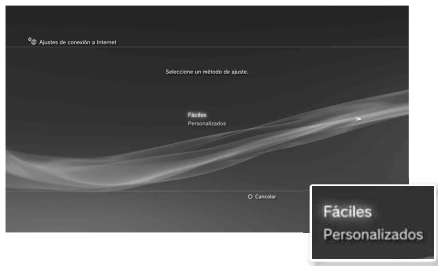 Ajustes de conexión a Internet
Seleccione un método de ajuste.
Fáciles
Personalizados
Cancelar
Fáciles
Personalizados